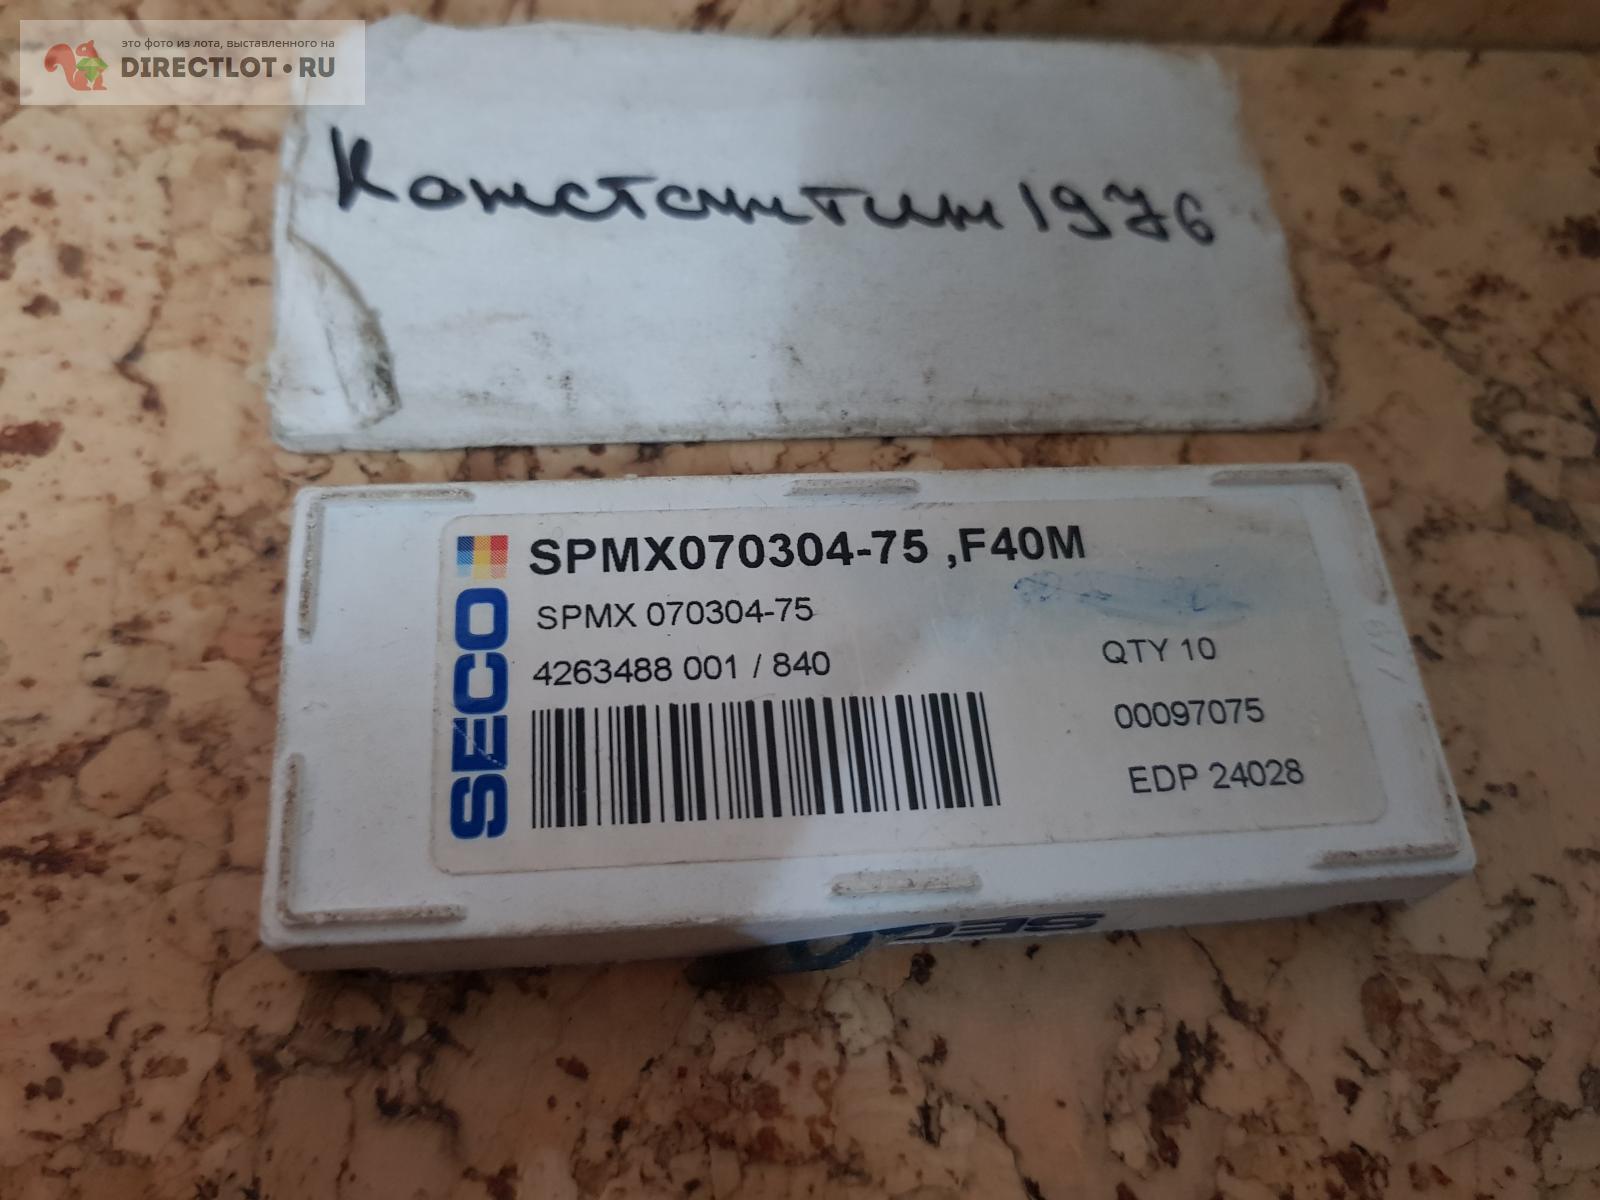 это фото из лота, выставленного на
DIRECTLOT•RU
Константин 1976
SPMX070304-75 ,F40M
SPMX 070304-75
4263488 001 / 840
QTY 10
00097075
EDP 24028
SECO
SECO